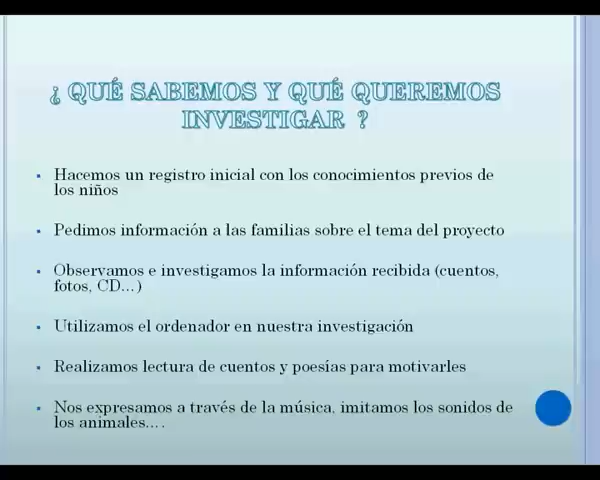 ¿ QUÉ SABEMOS Y QUÉ QUEREMOS
INVESTIGAR ?
▪ Hacemos un registro inicial con los conocimientos previos de
los niños
▪ Pedimos información a las familias sobre el tema del proyecto
▪ Observamos e investigamos la información recibida (cuentos,
fotos, CD...)
▪ Utilizamos el ordenador en nuestra investigación
▪ Realizamos lectura de cuentos y poesías para motivarles
▪ Nos expresamos a través de la música, imitamos los sonidos de
los animales....